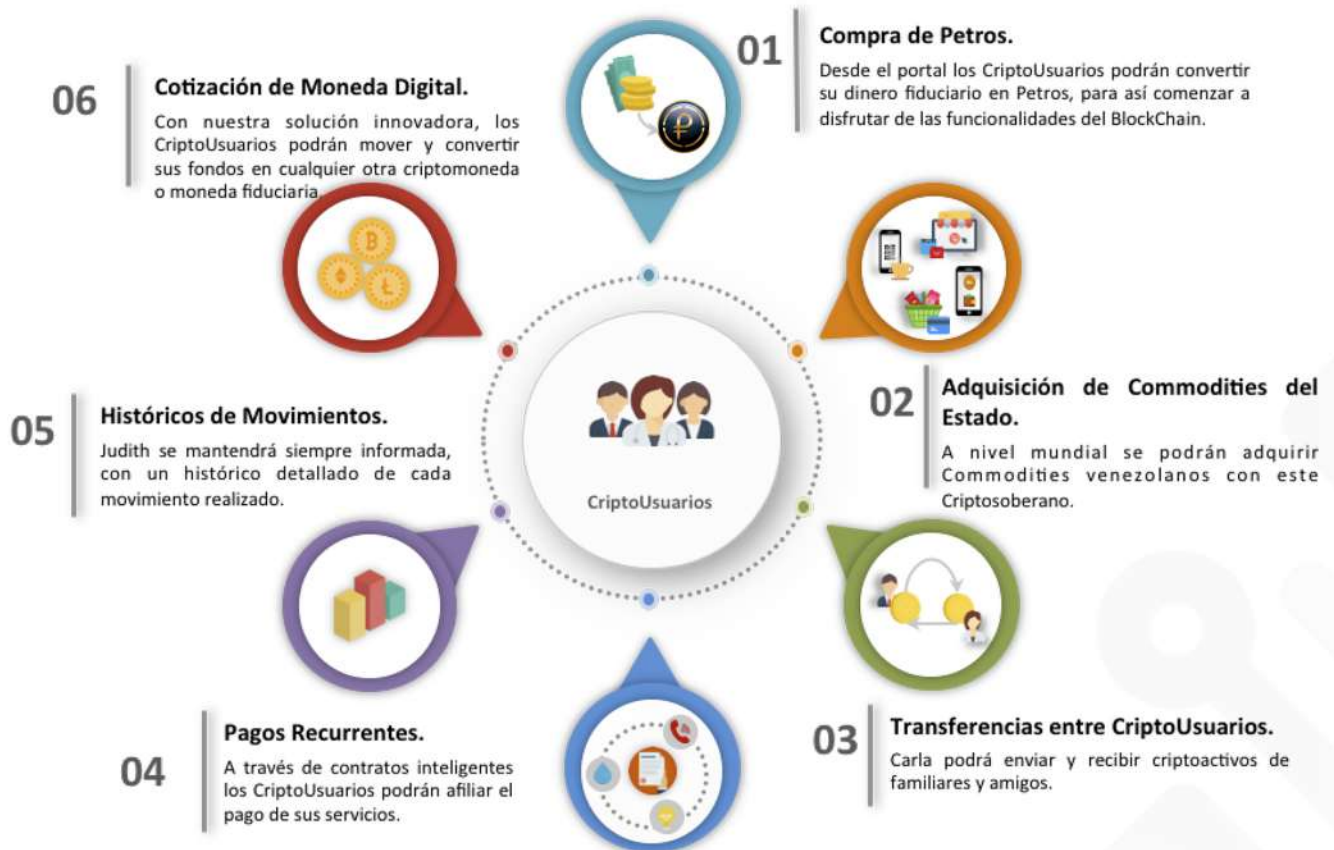 01
Compra de Petros.
Desde el portal los CriptoUsuarios podrán convertir
su dinero fiduciario en Petros, para así comenzar a
disfrutar de las funcionalidades del BlockChain.
02
Adquisición de Commodities del
Estado.
A nivel mundial se podrán adquirir
Commodities venezolanos con este
Criptosoberano.
03
Transferencias entre CriptoUsuarios.
Carla podrá enviar y recibir criptoactivos de
familiares y amigos.
04
Pagos Recurrentes.
A través de contratos inteligentes
los CriptoUsuarios podrán afiliar el
pago de sus servicios.
05
Históricos de Movimientos.
Judith se mantendrá siempre informada,
con un histórico detallado de cada
movimiento realizado.
06
Cotización de Moneda Digital.
Con nuestra solución innovadora, los
CriptoUsuarios podrán mover y convertir
sus fondos en cualquier otra criptomoneda
o moneda fiduciaria.
CriptoUsuarios